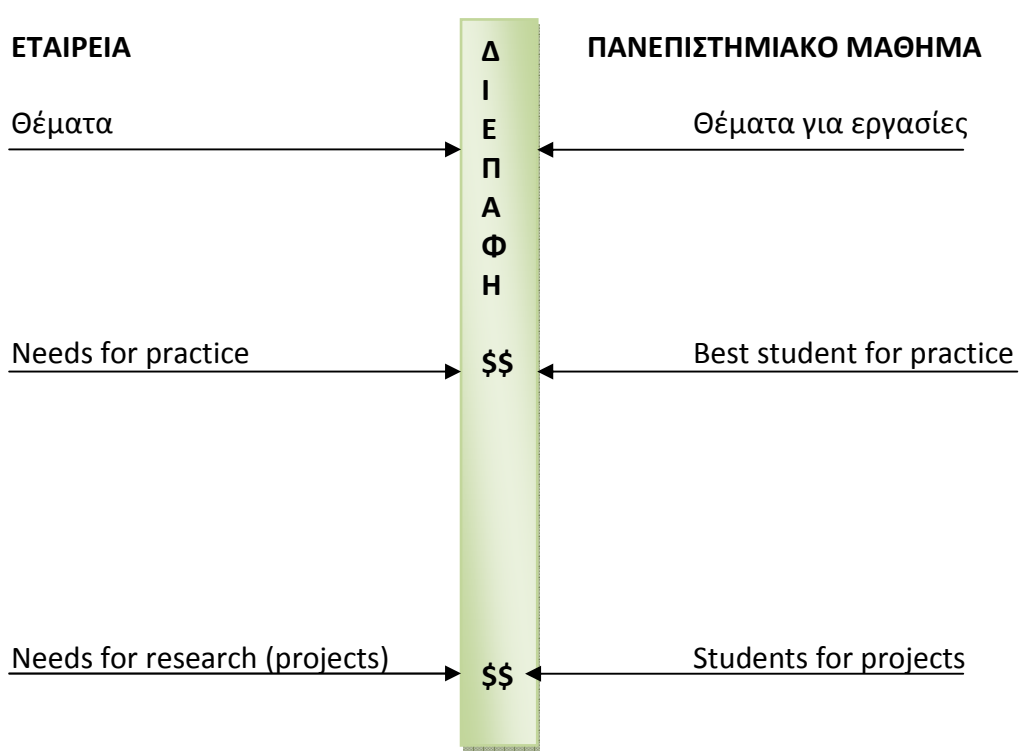 ΕΤΑΙΡΕΙΑ
ΠΑΝΕΠΙΣΤΗΜΙΑΚΟ ΜΑΘΗΜΑ
Δ
Ι
Ε
Π
Α
Φ
Η
Θέματα
Θέματα για εργασίες
Needs for practice
$$
Best student for practice
Needs for research (projects)
$$
Students for projects